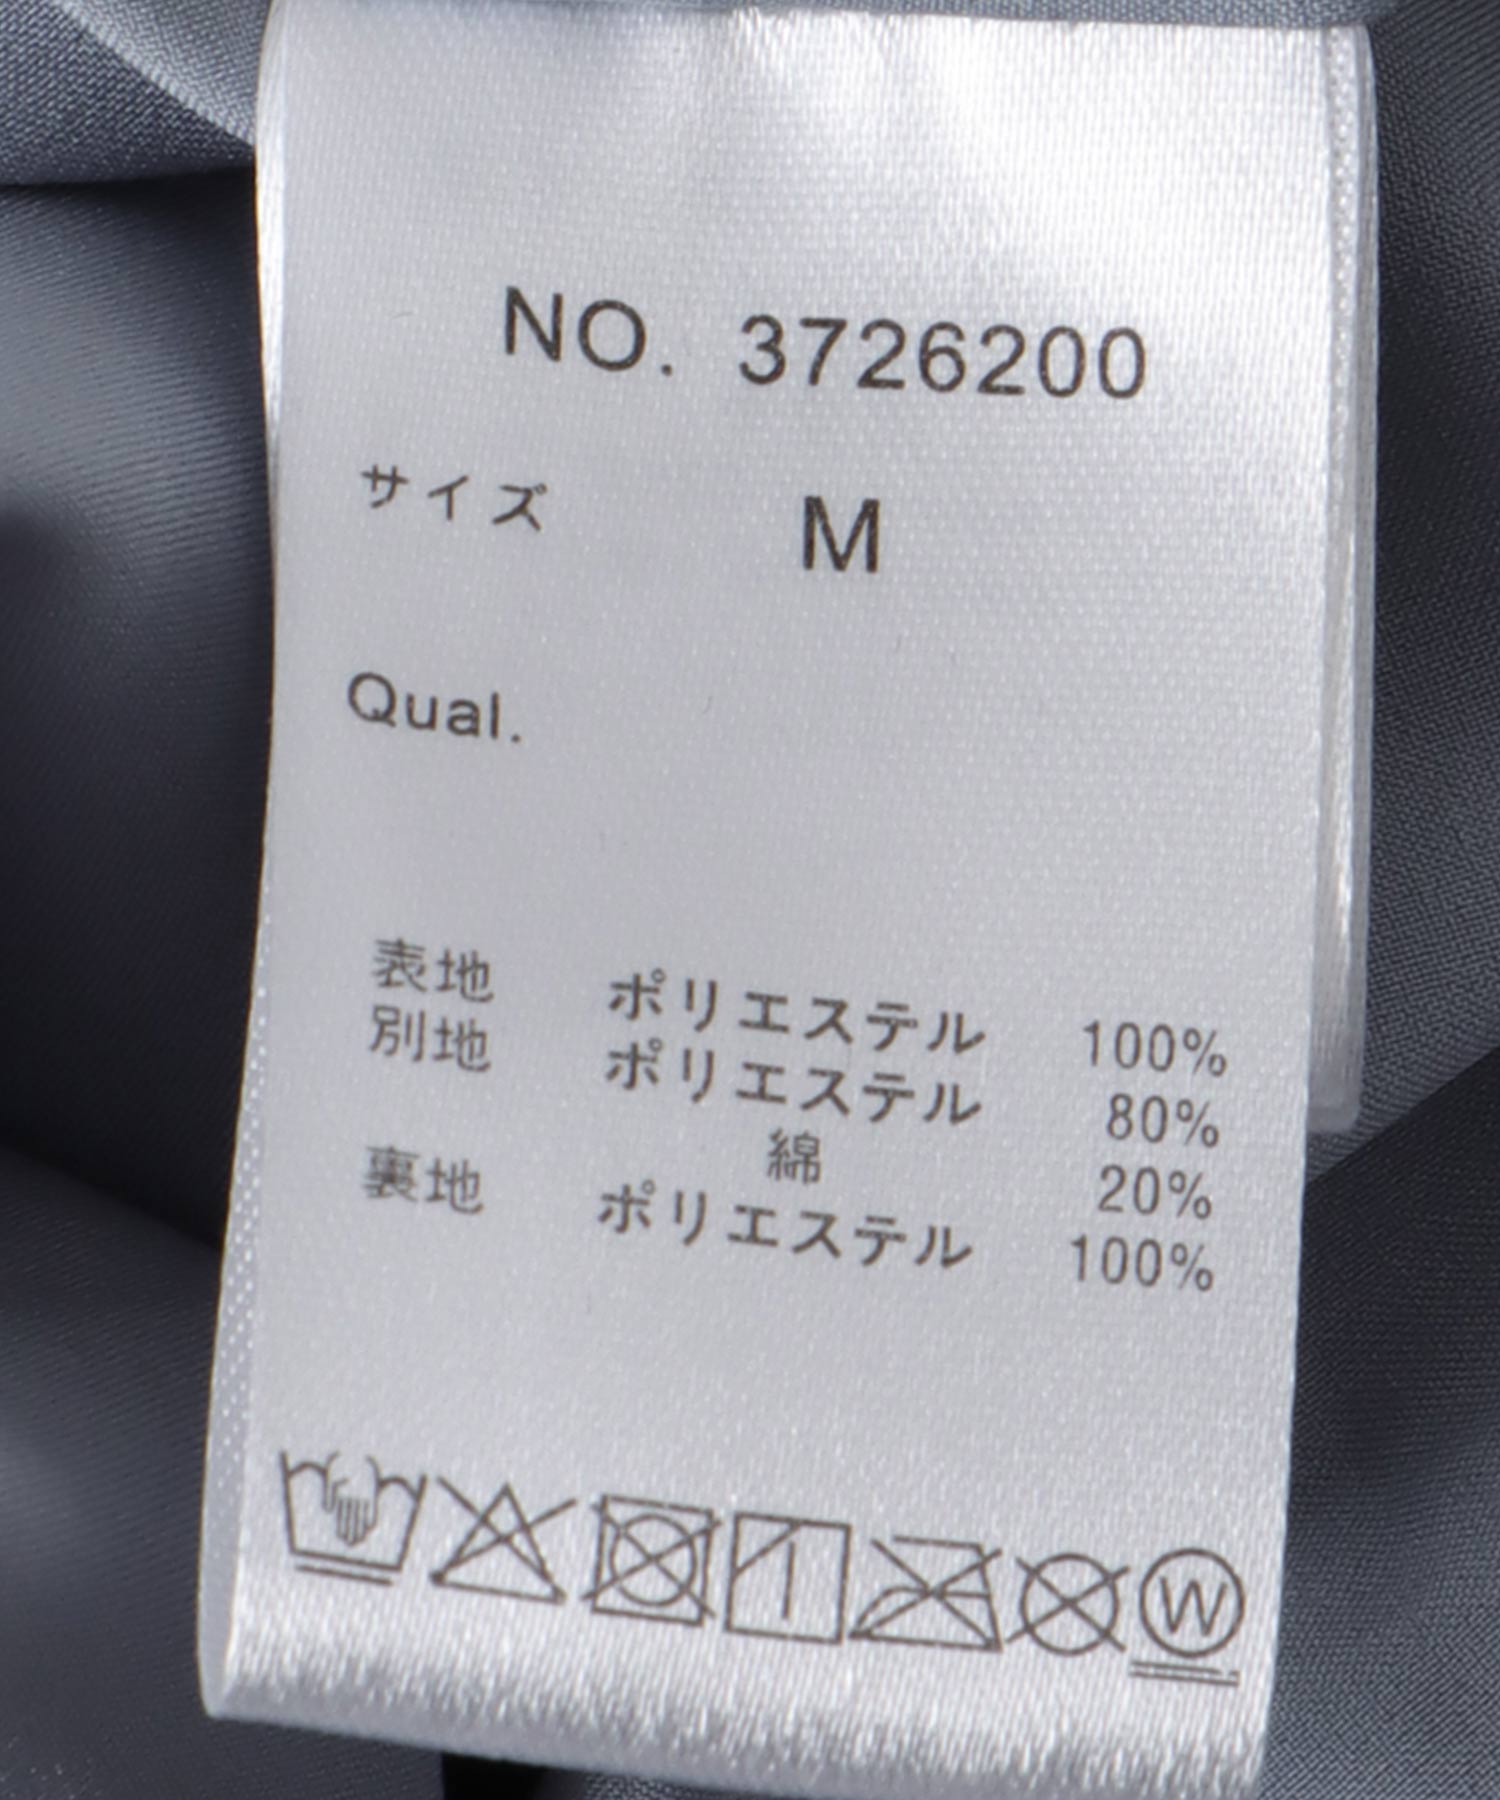 NO. 3726200
サイズ M
Qual.
表地 ポリエステル 100%
別地 ポリエステル 80%
綿 20%
裏地 ポリエステル 100%
W